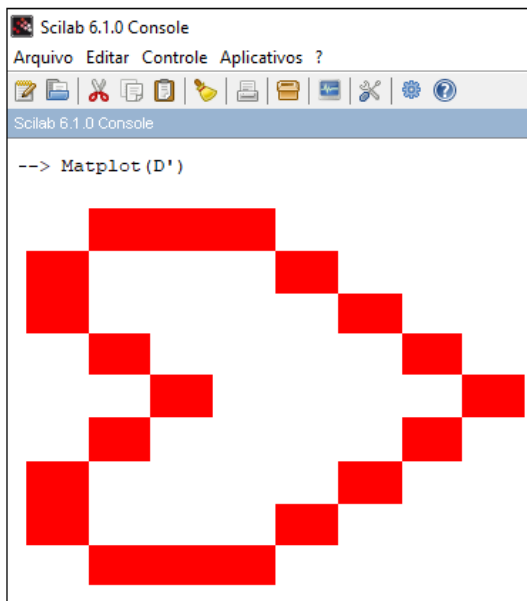 Scilab 6.1.0 Console
Arquivo Editar Controle Aplicativos ?
Scilab 6.1.0 Console
--> Matplot(D')